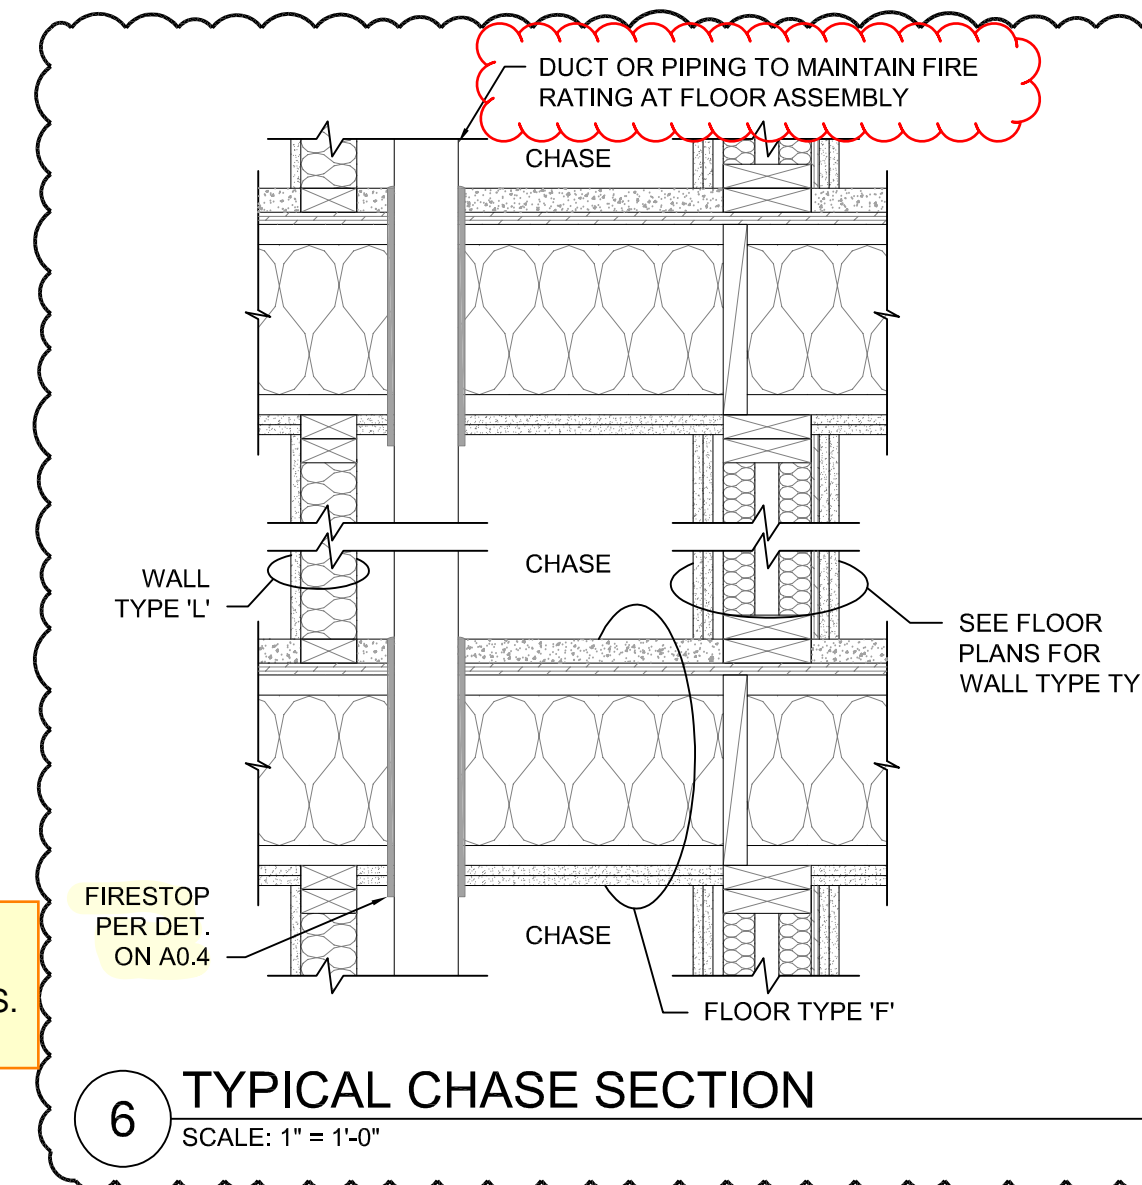 DUCT OR PIPING TO MAINTAIN FIRE
RATING AT FLOOR ASSEMBLY
CHASE
CHASE
WALL
TYPE 'L'
SEE FLOOR
PLANS FOR
WALL TYPE TY
FIRESTOP
PER DET.
ON A0.4
CHASE
S.
FLOOR TYPE 'F'
6
TYPICAL CHASE SECTION
SCALE: 1" = 1'-0"